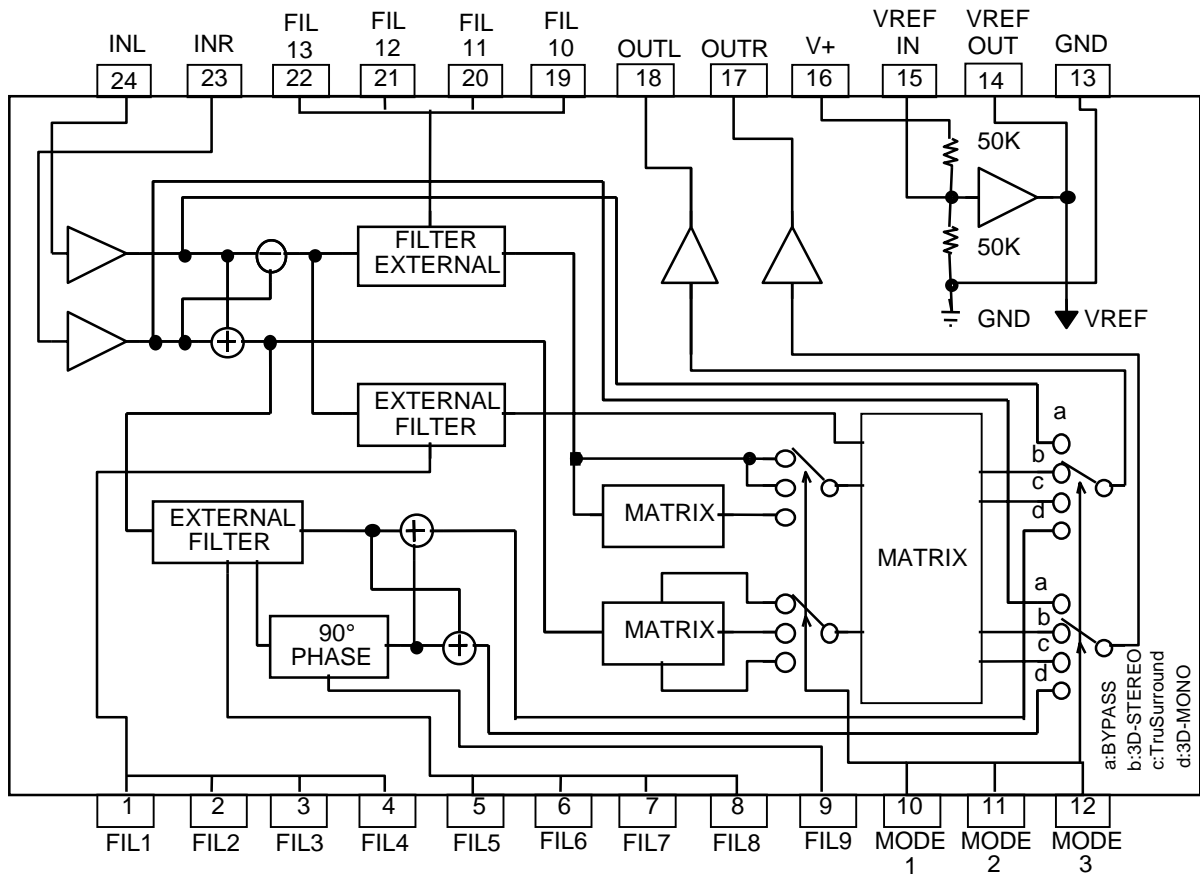 INL
INR
FIL
13
FIL
12
FIL
11
FIL
10
OUTL
OUTR
V+
VREF
IN
VREF
OUT
GND
24
23
22
21
20
19
18
17
16
15
14
13
50K
50K
GND
VREF
FILTER
EXTERNAL
EXTERNAL
FILTER
EXTERNAL
FILTER
90°
PHASE
MATRIX
MATRIX
MATRIX
a
b
c
d
a
b
c
d
a:BYPASS
b:3D-STEREO
c:TruSurround
d:3D-MONO
1
2
3
4
5
6
7
8
9
10
11
12
FIL1
FIL2
FIL3
FIL4
FIL5
FIL6
FIL7
FIL8
FIL9
MODE
1
MODE
2
MODE
3